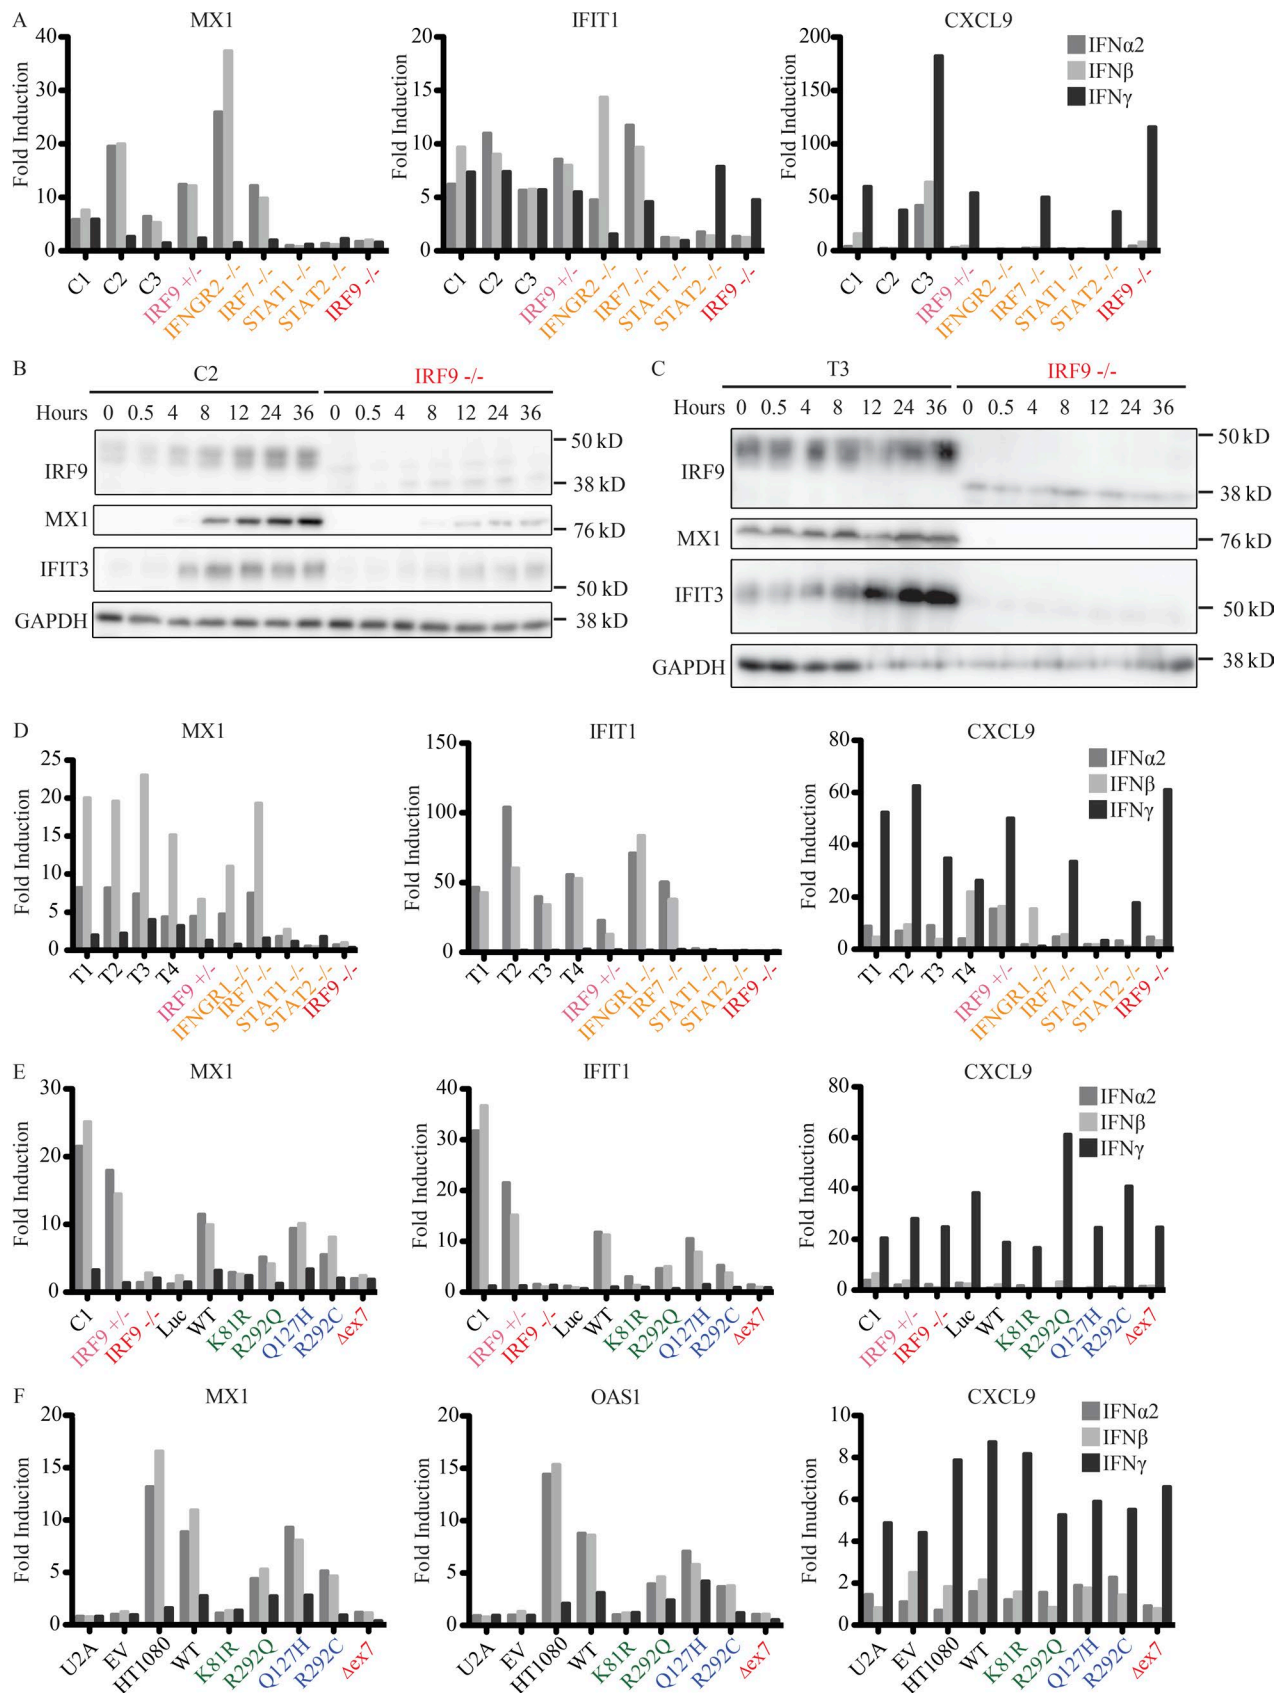 A
MX1
IFIT1
CXCL9
Fold Induction
40
30
20
10
0
C1
C2
C3
IRF9 +/-
IFNGR2 -/-
IRF7 -/-
STAT1 -/-
STAT2 -/-
IRF9 -/-
Fold Induction
20
15
10
5
0
C1
C2
C3
IRF9 +/-
IFNGR2 -/-
IRF7 -/-
STAT1 -/-
STAT2 -/-
IRF9 -/-
Fold Induction
200
150
100
50
0
C1
C2
C3
IRF9 +/-
IFNGR2 -/-
IRF7 -/-
STAT1 -/-
STAT2 -/-
IRF9 -/-
IFNα2
IFNβ
IFNγ
B
C2
IRF9 -/-
Hours 0 0.5 4 8 12 24 36 0 0.5 4 8 12 24 36
IRF9
50 kD
38 kD
MX1
76 kD
IFIT3
50 kD
GAPDH
38 kD
C
T3
IRF9 -/-
Hours 0 0.5 4 8 12 24 36 0 0.5 4 8 12 24 36
IRF9
50 kD
38 kD
MX1
76 kD
IFIT3
50 kD
GAPDH
38 kD
D
MX1
IFIT1
CXCL9
Fold Induction
25
20
15
10
5
0
T1
T2
T3
T4
IRF9 +/-
IFNGR1 -/-
IRF7 -/-
STAT1 -/-
STAT2 -/-
IRF9 -/-
Fold Induction
150
100
50
0
T1
T2
T3
T4
IRF9 +/-
IFNGR1 -/-
IRF7 -/-
STAT1 -/-
STAT2 -/-
IRF9 -/-
Fold Induction
80
60
40
20
0
T1
T2
T3
T4
IRF9 +/-
IFNGR1 -/-
IRF7 -/-
STAT1 -/-
STAT2 -/-
IRF9 -/-
IFNα2
IFNβ
IFNγ
E
MX1
IFIT1
CXCL9
Fold Induction
30
20
10
0
C1
IRF9 +/-
IRF9 -/-
Luc
WT
K81R
R292Q
Q127H
R292C
Δex7
Fold Induction
40
30
20
10
0
C1
IRF9 +/-
IRF9 -/-
Luc
WT
K81R
R292Q
Q127H
R292C
Δex7
Fold Induction
80
60
40
20
0
C1
IRF9 +/-
IRF9 -/-
Luc
WT
K81R
R292Q
Q127H
R292C
Δex7
IFNα2
IFNβ
IFNγ
F
MX1
OAS1
CXCL9
Fold Induciton
20
15
10
5
0
U2A
EV
HT1080
WT
K81R
R292Q
Q127H
R292C
Δex7
Fold Induction
20
15
10
5
0
U2A
EV
HT1080
WT
K81R
R292Q
Q127H
R292C
Δex7
Fold Inudction
10
8
6
4
2
0
U2A
EV
HT1080
WT
K81R
R292Q
Q127H
R292C
Δex7
IFNα2
IFNβ
IFNγ